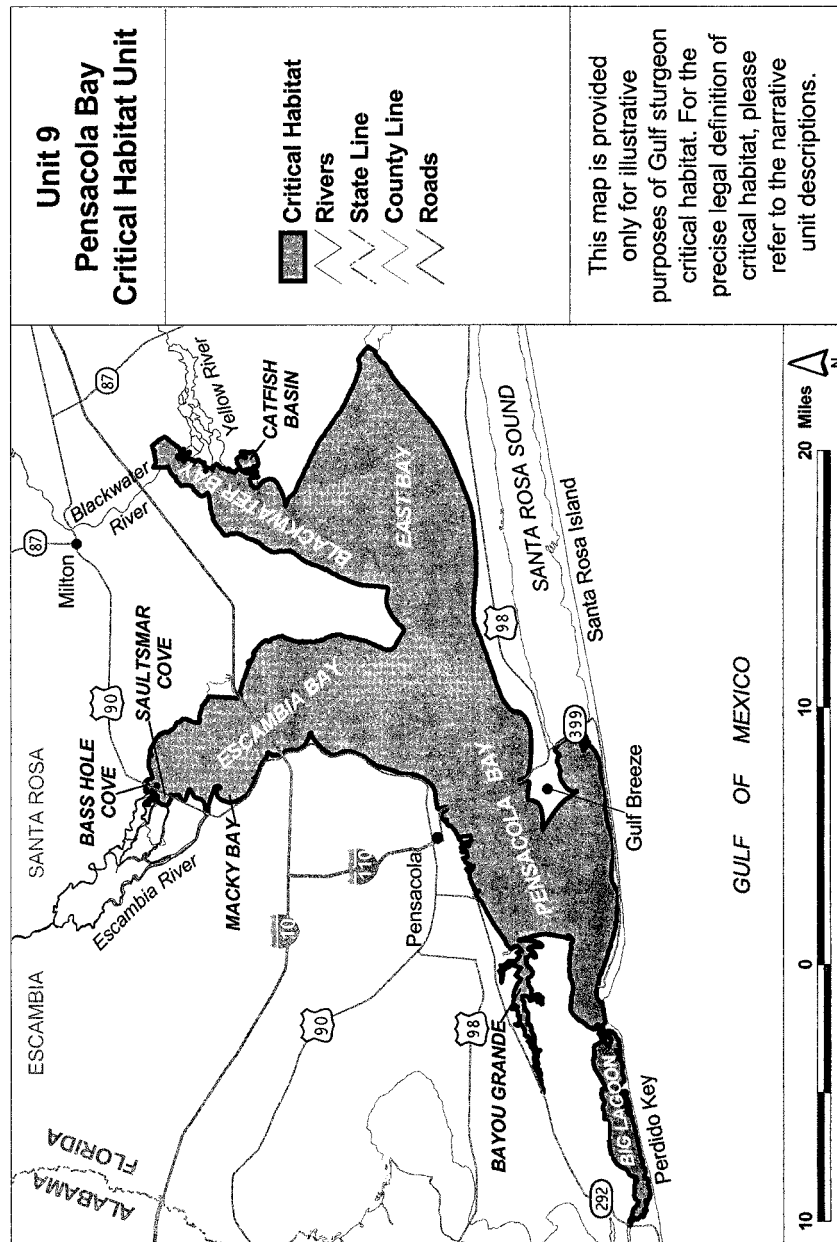 Unit 9
Pensacola Bay
Critical Habitat Unit
Critical Habitat
Rivers
State Line
County Line
Roads
This map is provided
only for illustrative
purposes of Gulf sturgeon
critical habitat. For the
precise legal definition of
critical habitat, please
refer to the narrative
unit descriptions.
ALABAMA
FLORIDA
ESCAMBIA
SANTA ROSA
Escambia River
BASS HOLE
COVE
SAULTSMAR
COVE
MACKY BAY
90
87
Milton
Blackwater
River
87
Yellow River
CATFISH
BASIN
BLACKWATER BAY
ESCAMBIA BAY
EAST BAY
10
110
Pensacola
90
98
BAYOU GRANDE
PENSACOLA BAY
98
SANTA ROSA SOUND
Santa Rosa Island
399
Gulf Breeze
292
BIG LAGOON
Perdido Key
GULF OF MEXICO
10
0
10
20 Miles
N